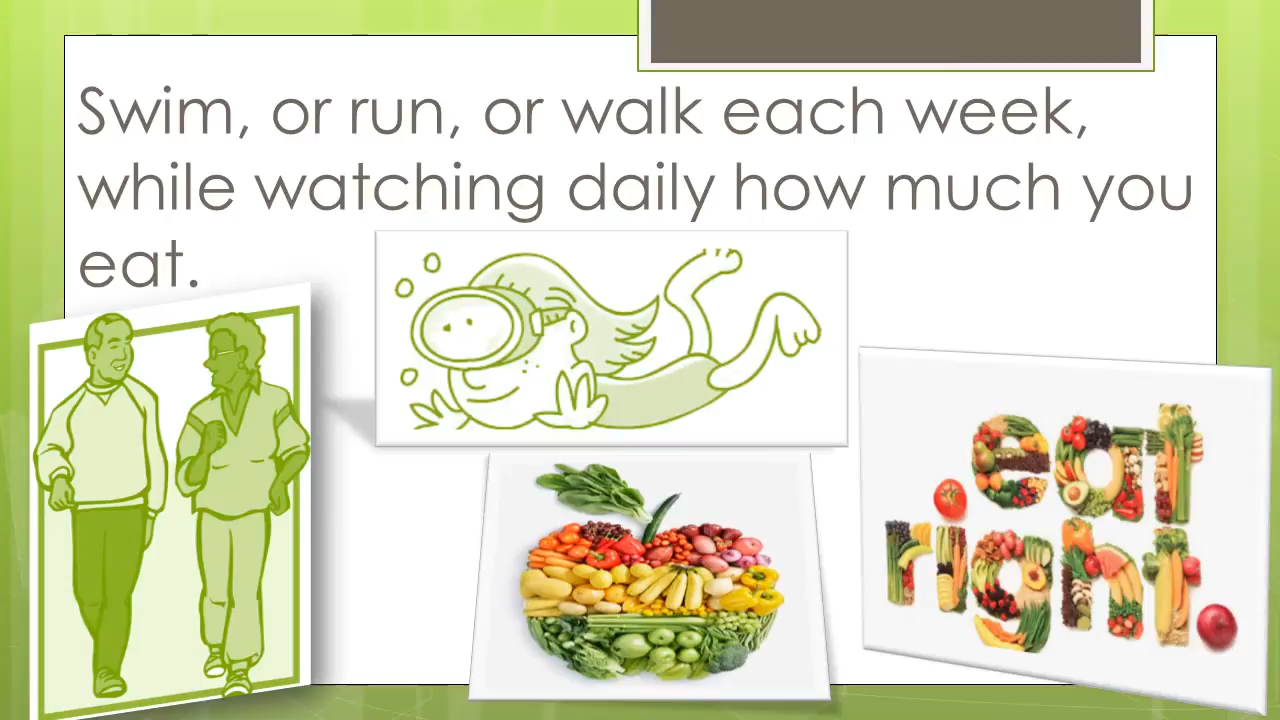 Swim, or run, or walk each week,
while watching daily how much you
eat.
eat
right.